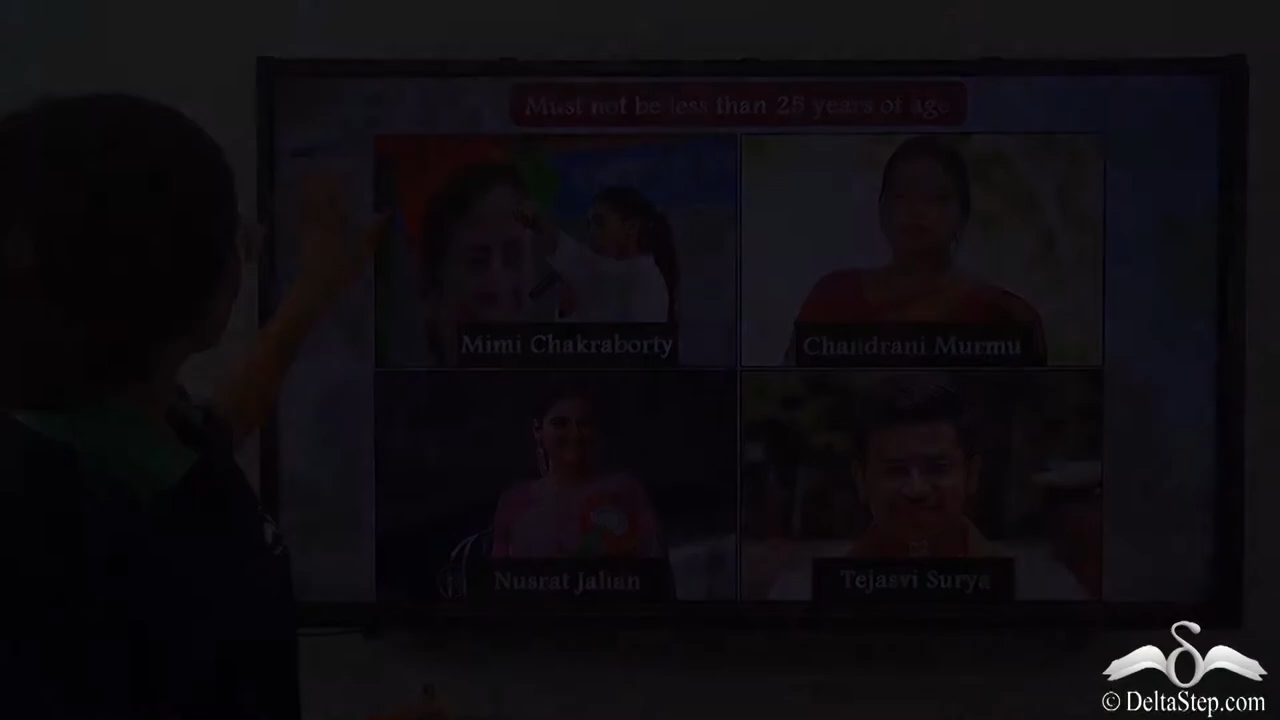 Must not be less than 25 years of age
Mimi Chakraborty
Chandrani Murmu
Nusrat Jahan
Tejasvi Surya
© DeltaStep.com